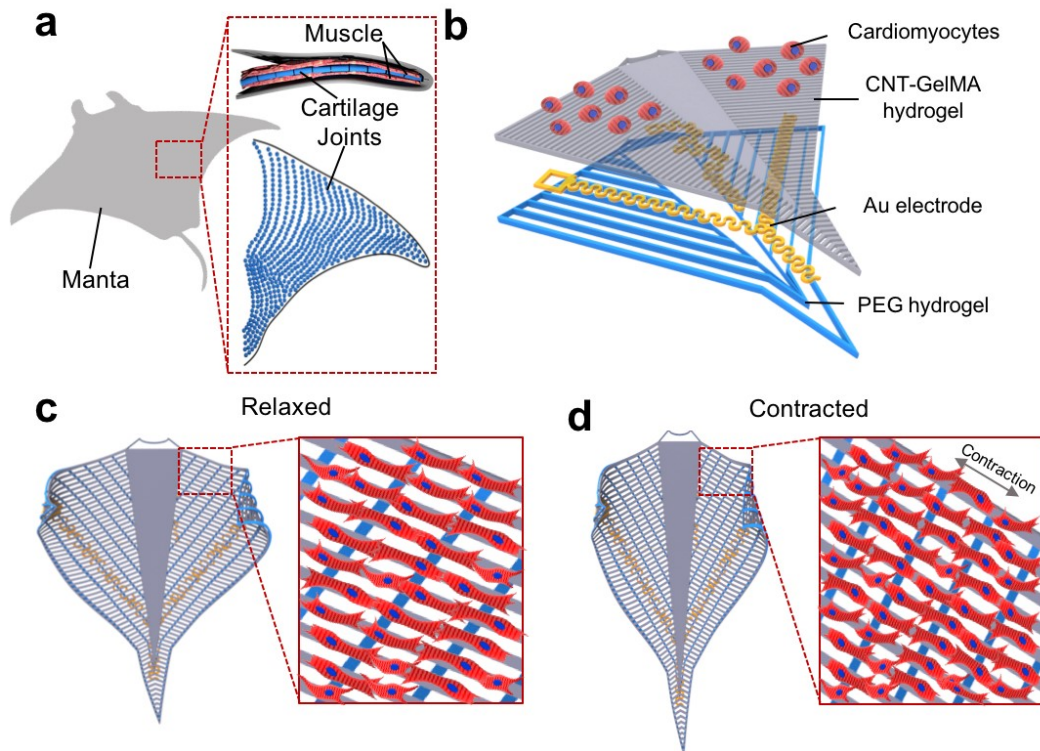 a
Muscle
Cartilage
Joints
Manta
b
Cardiomyocytes
CNT-GelMA
hydrogel
Au electrode
PEG hydrogel
c
Relaxed
d
Contracted
Contraction